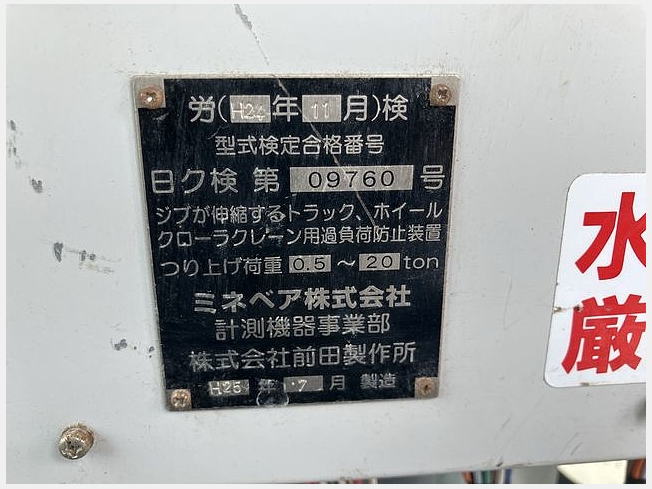 労(H24年11月)検
型式検定合格番号
日ク検 第 09760 号
ジブが伸縮するトラック、ホイール
クローラクレーン用過負荷防止装置
つり上げ荷重 0.5 ～ 20 ton
ミネベア株式会社
計測機器事業部
株式会社前田製作所
H25年 7月 製造
水
厳